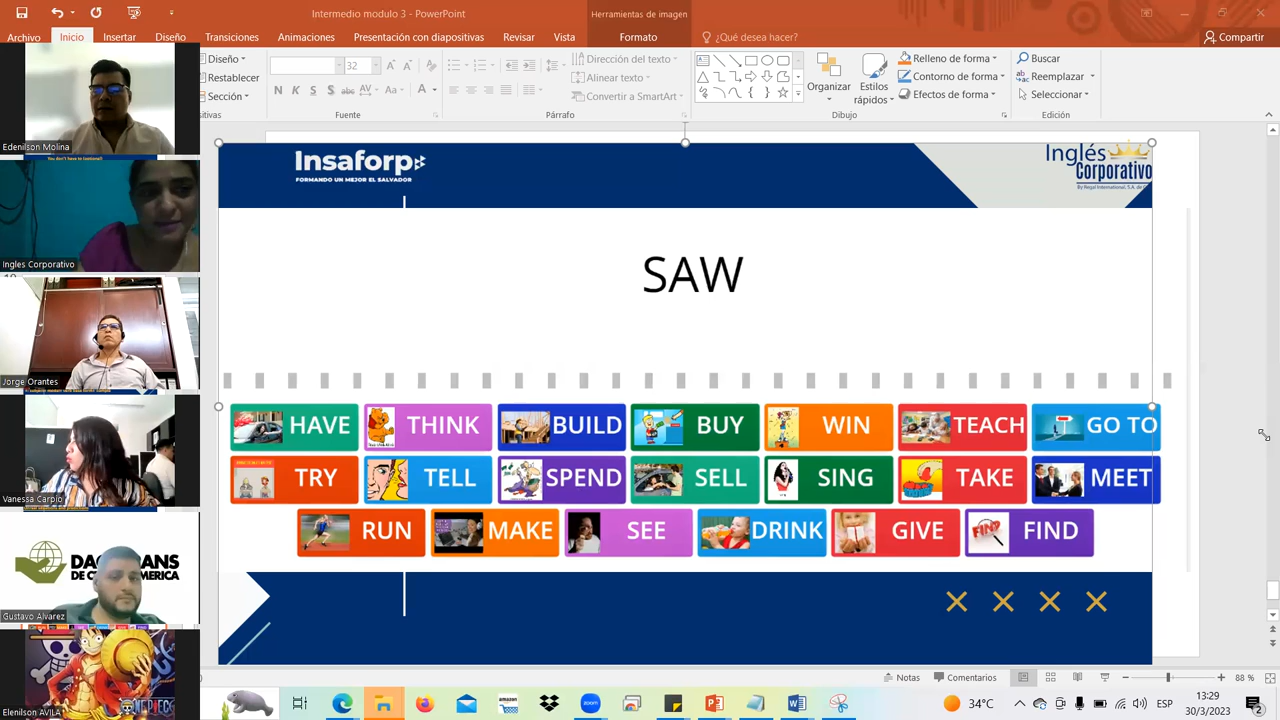 Intermedio modulo 3 - PowerPoint
Herramientas de imagen
Archivo Inicio Insertar Diseño Transiciones Animaciones Presentación con diapositivas Revisar Vista Formato ¿Qué desea hacer? Compartir
Diseño
Restablecer
Sección
32
N K S abc AV Aa A
Dirección del texto
Alinear texto
Convertir a SmartArt
Organizar
Estilos
rápidos
Relleno de forma
Contorno de forma
Efectos de forma
Buscar
Reemplazar
Seleccionar
Fuente Párrafo Dibujo Edición
Edenilson Molina
Ingles Corporativo
Jorge Orantes
Vanessa Carpio
Gustavo Alvarez
Elenilson AVILA
Insaforp
FORMANDO UN MEJOR EL SALVADOR
Inglés
Corporativo
SAW
HAVE THINK BUILD BUY WIN TEACH GO TO
TRY TELL SPEND SELL SING TAKE MEET
RUN MAKE SEE DRINK GIVE FIND
Notas Comentarios 88 %
34°C ESP 13:25
30/3/2023